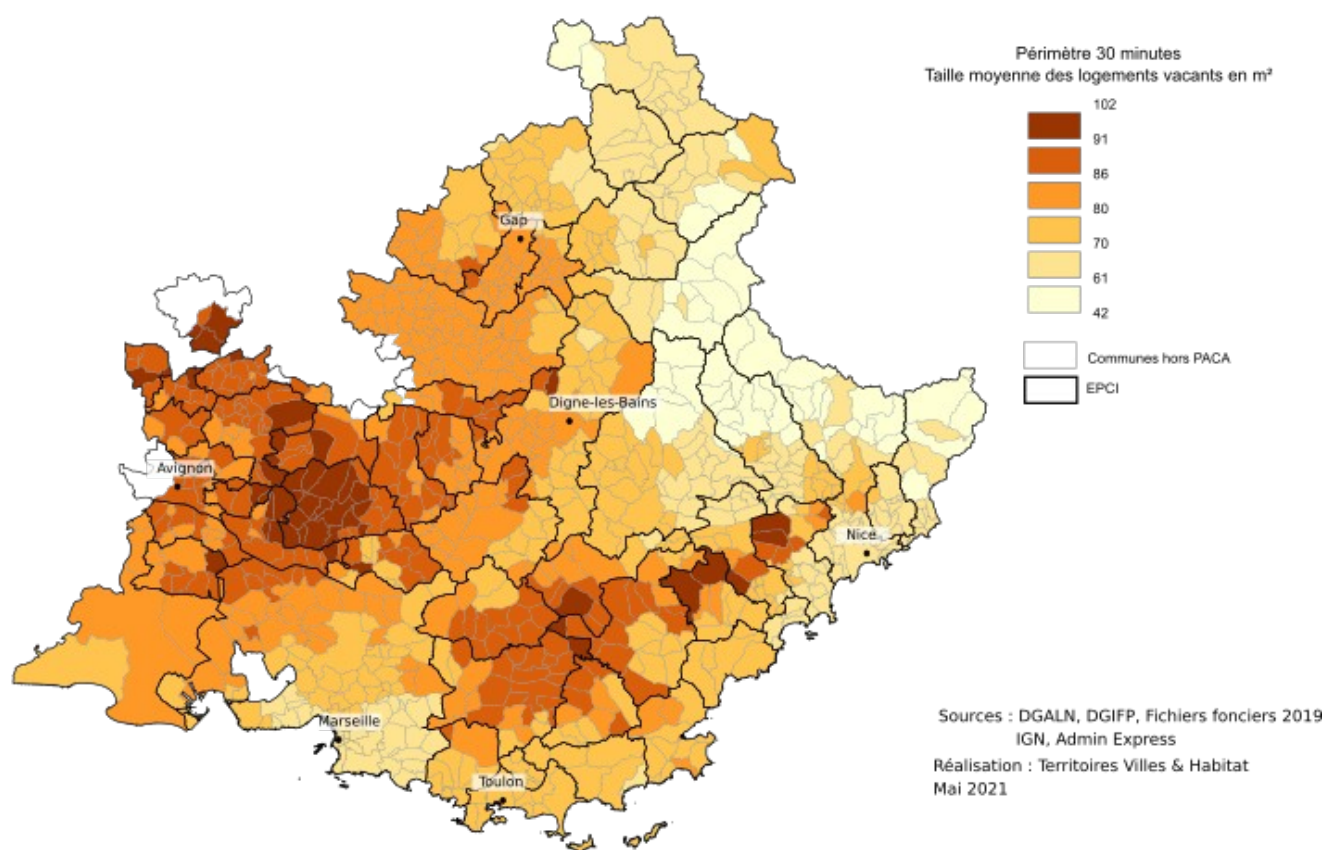 Périmètre 30 minutes
Taille moyenne des logements vacants en m²
102
91
86
80
70
61
42
Communes hors PACA
EPCI
Gap
Digne-les-Bains
Avignon
Nice
Marseille
Toulon
Sources : DGALN, DGIFP, Fichiers fonciers 2019
IGN, Admin Express
Réalisation : Territoires Villes & Habitat
Mai 2021